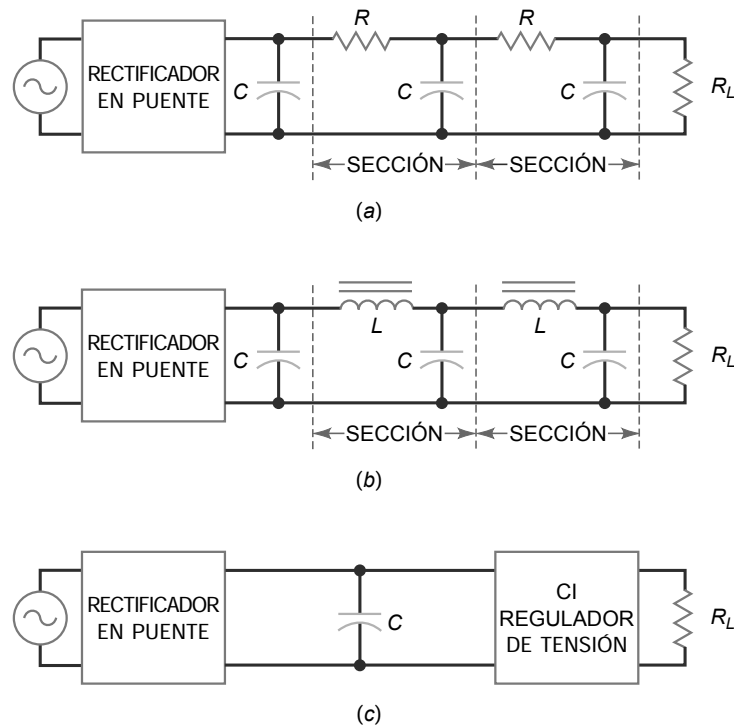 R
R
RECTIFICADOR
EN PUENTE
C
C
C
R_L
SECCIÓN
SECCIÓN
(a)
RECTIFICADOR
EN PUENTE
L
L
C
C
C
R_L
SECCIÓN
SECCIÓN
(b)
RECTIFICADOR
EN PUENTE
C
CI
REGULADOR
DE TENSIÓN
R_L
(c)